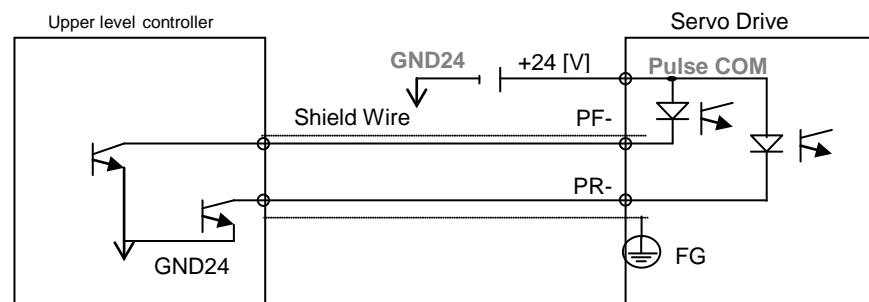 Upper level controller
Servo Drive
GND24
+24 [V]
Pulse COM
Shield Wire
PF-
PR-
GND24
FG